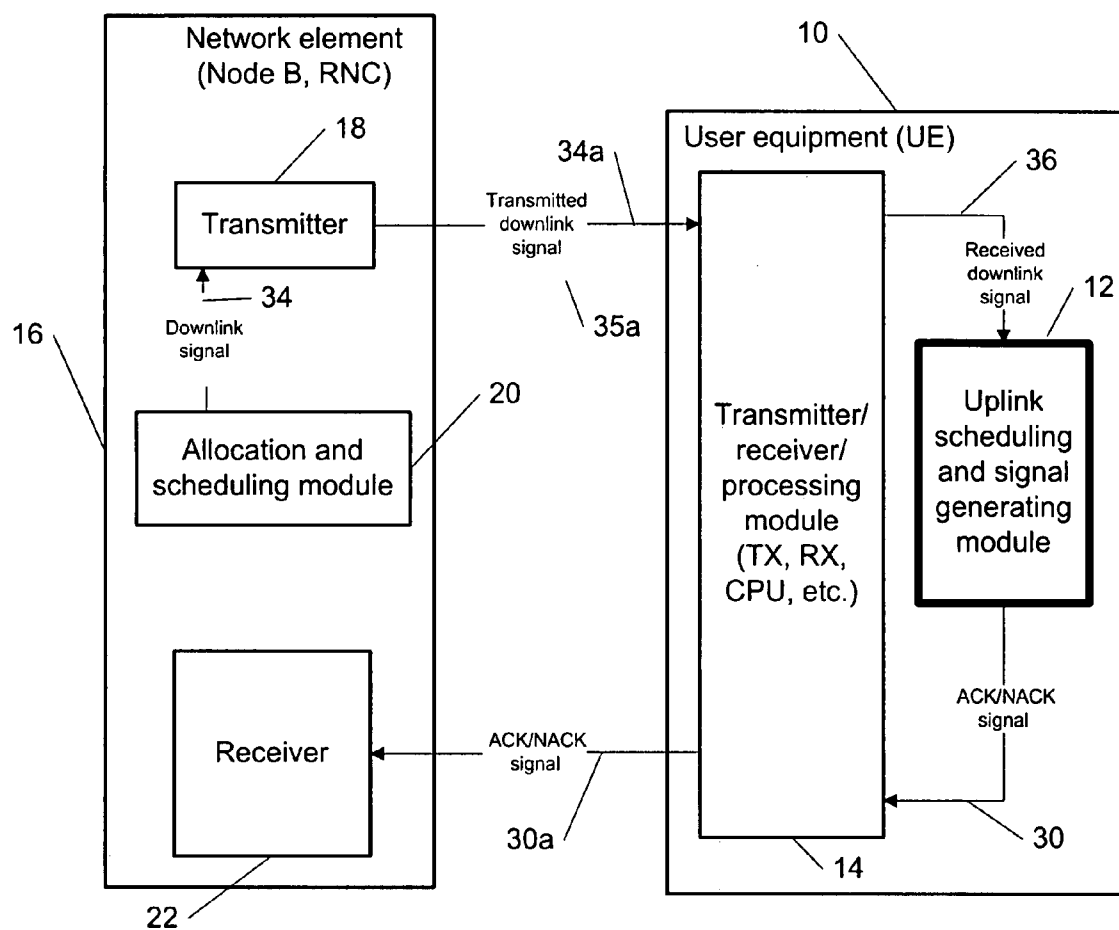 Network element
(Node B, RNC)
18
Transmitter
34
Downlink
signal
16
20
Allocation and
scheduling module
Receiver
22
Transmitted
downlink
signal
34a
35a
ACK/NACK
signal
30a
10
User equipment (UE)
36
Received
downlink
signal
12
Transmitter/
receiver/
processing
module
(TX, RX,
CPU, etc.)
Uplink
scheduling
and signal
generating
module
ACK/NACK
signal
14
30